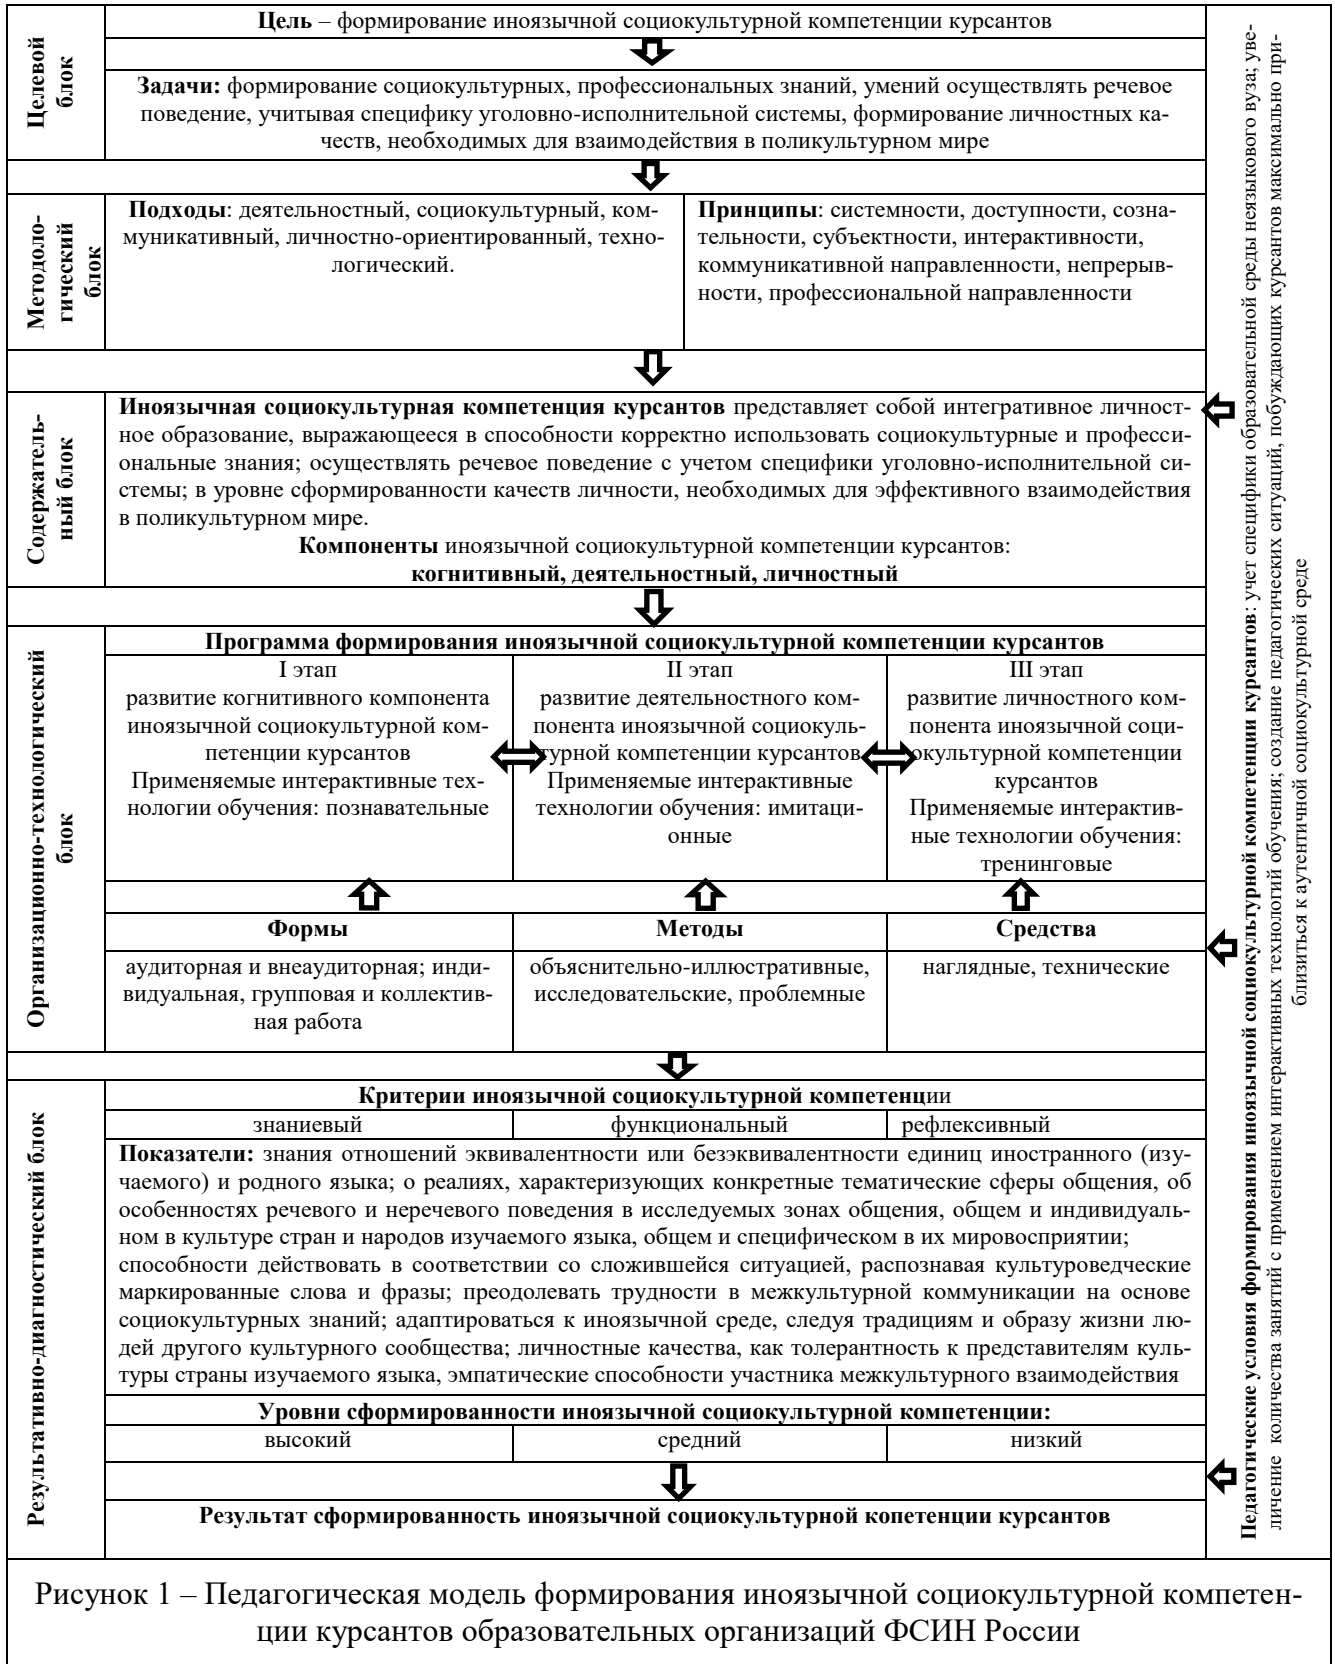 Целевой
блок
Цель – формирование иноязычной социокультурной компетенции курсантов
Задачи: формирование социокультурных, профессиональных знаний, умений осуществлять речевое
поведение, учитывая специфику уголовно-исполнительной системы, формирование личностных ка-
честв, необходимых для взаимодействия в поликультурном мире
Методоло-
гический
блок
Подходы: деятельностный, социокультурный, ком-
муникативный, личностно-ориентированный, техно-
логический.
Принципы: системности, доступности, созна-
тельности, субъектности, интерактивности,
коммуникативной направленности, непрерыв-
ности, профессиональной направленности
Содержатель-
ный блок
Иноязычная социокультурная компетенция курсантов представляет собой интегративное личност-
ное образование, выражающееся в способности корректно использовать социокультурные и професси-
ональные знания; осуществлять речевое поведение с учетом специфики уголовно-исполнительной си-
стемы; в уровне сформированности качеств личности, необходимых для эффективного взаимодействия
в поликультурном мире.
Компоненты иноязычной социокультурной компетенции курсантов:
когнитивный, деятельностный, личностный
Организационно-технологический
блок
Программа формирования иноязычной социокультурной компетенции курсантов
I этап
развитие когнитивного компонента
иноязычной социокультурной ком-
петенции курсантов
Применяемые интерактивные тех-
нологии обучения: познавательные
II этап
развитие деятельностного ком-
понента иноязычной социокуль-
турной компетенции курсантов
Применяемые интерактивные
технологии обучения: имитаци-
онные
III этап
развитие личностного ком-
понента иноязычной соци-
окультурной компетенции
курсантов
Применяемые интерактив-
ные технологии обучения:
тренинговые
Формы
Методы
Средства
аудиторная и внеаудиторная; инди-
видуальная, групповая и коллектив-
ная работа
объяснительно-иллюстративные,
исследовательские, проблемные
наглядные, технические
Результативно-диагностический блок
Критерии иноязычной социокультурной компетенции
знаниевый
функциональный
рефлексивный
Показатели: знания отношений эквивалентности или безэквивалентности единиц иностранного (изу-
чаемого) и родного языка; о реалиях, характеризующих конкретные тематические сферы общения, об
особенностях речевого и неречевого поведения в исследуемых зонах общения, общем и индивидуаль-
ном в культуре стран и народов изучаемого языка, общем и специфическом в их мировосприятии;
способности действовать в соответствии со сложившейся ситуацией, распознавая культуроведческие
маркированные слова и фразы; преодолевать трудности в межкультурной коммуникации на основе
социокультурных знаний; адаптироваться к иноязычной среде, следуя традициям и образу жизни лю-
дей другого культурного сообщества; личностные качества, как толерантность к представителям куль-
туры страны изучаемого языка, эмпатические способности участника межкультурного взаимодействия
Уровни сформированности иноязычной социокультурной компетенции:
высокий
средний
низкий
Результат сформированность иноязычной социокультурной копетенции курсантов
Педагогические условия формирования иноязычной социокультурной компетенции курсантов: учет специфики образовательной среды неязыкового вуза; уве-
личение количества занятий с применением интерактивных технологий обучения; создание педагогических ситуаций, побуждающих курсантов максимально при-
близиться к аутентичной социокультурной среде
Рисунок 1 – Педагогическая модель формирования иноязычной социокультурной компетен-
ции курсантов образовательных организаций ФСИН России